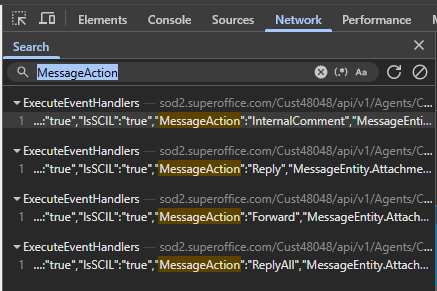 Elements Console Sources Network Performance
Search
MessageAction (.*) Aa
ExecuteEventHandlers — sod2.superoffice.com/Cust48048/api/v1/Agents/C...
1 ...:"true","IsSCIL":"true","MessageAction":"InternalComment","MessageEnti...
ExecuteEventHandlers — sod2.superoffice.com/Cust48048/api/v1/Agents/C...
1 ...:"true","IsSCIL":"true","MessageAction":"Reply","MessageEntity.Attachme...
ExecuteEventHandlers — sod2.superoffice.com/Cust48048/api/v1/Agents/C...
1 ...:"true","IsSCIL":"true","MessageAction":"Forward","MessageEntity.Attach...
ExecuteEventHandlers — sod2.superoffice.com/Cust48048/api/v1/Agents/C...
1 ...:"true","IsSCIL":"true","MessageAction":"ReplyAll","MessageEntity.Attach...